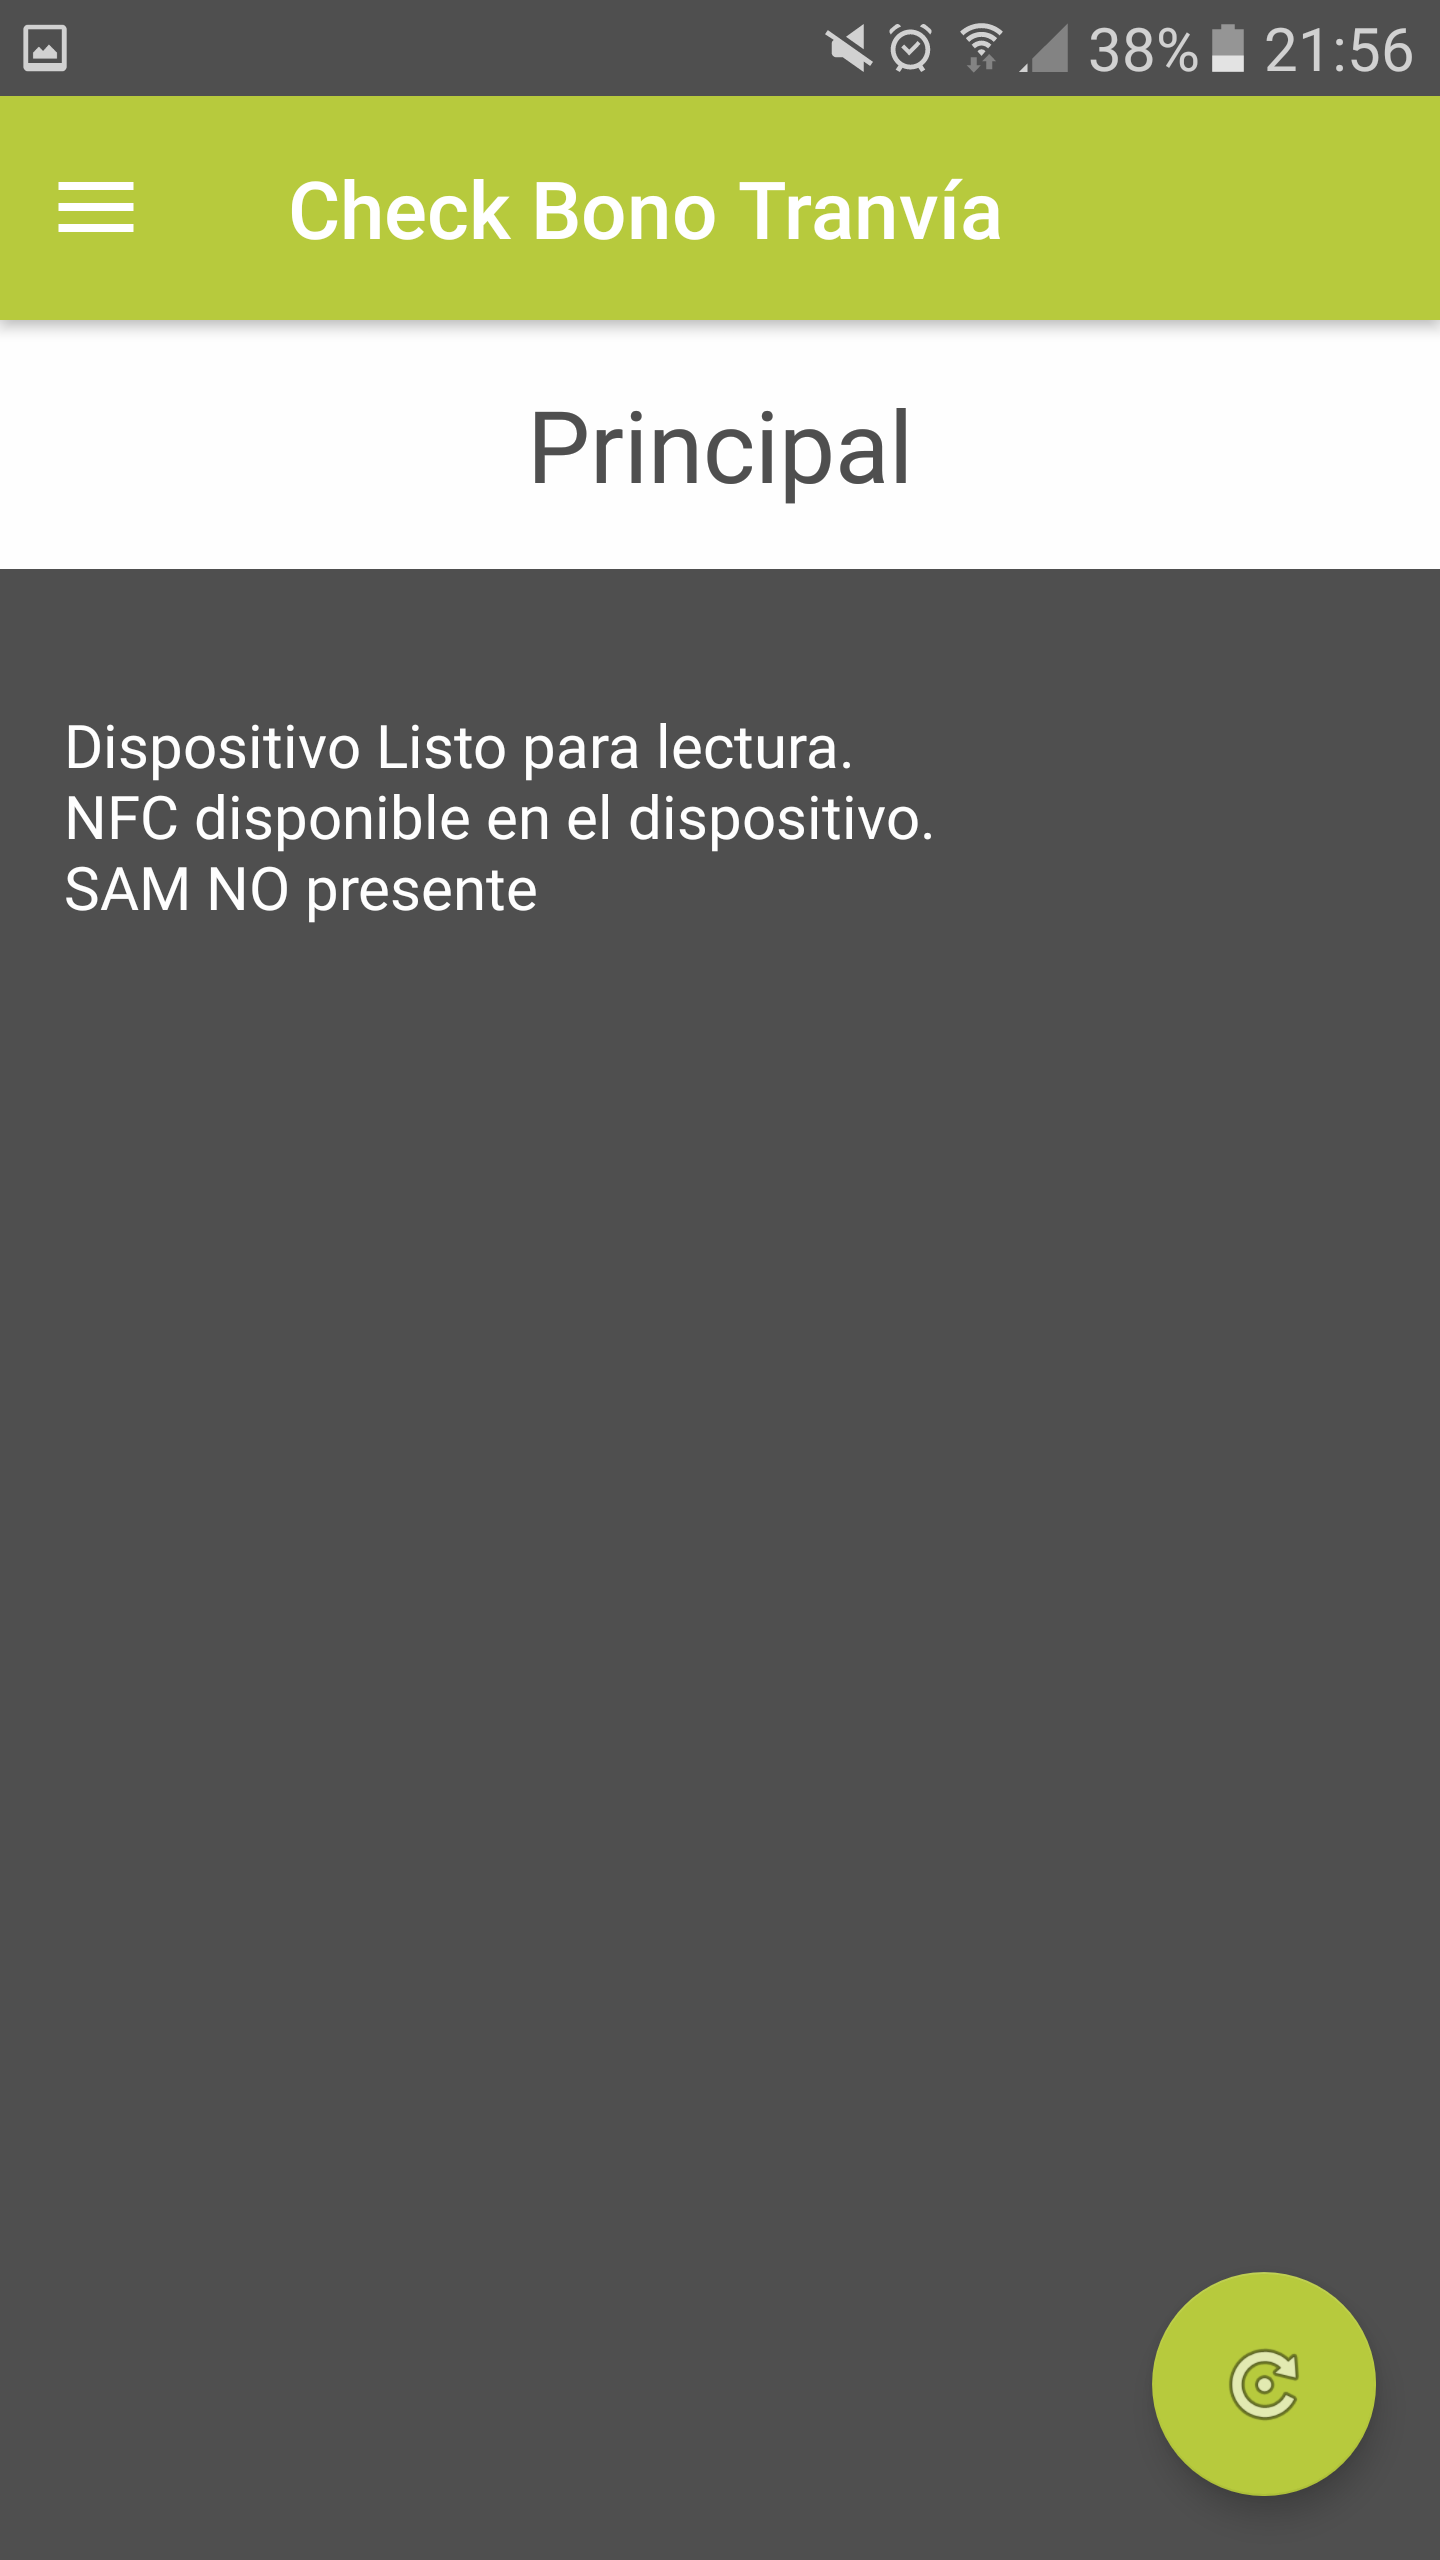 38% 21:56
Check Bono Tranvía
Principal
Dispositivo Listo para lectura.
NFC disponible en el dispositivo.
SAM NO presente